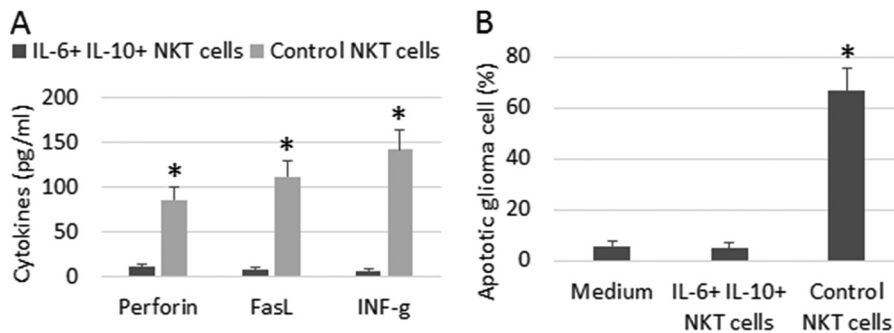 A
IL-6+ IL-10+ NKT cells Control NKT cells
Cytokines (pg/ml)
200
150
100
50
0
* * *
Perforin FasL INF-g
B
Apototic glioma cell (%)
80
60
40
20
0
*
Medium IL-6+ IL-10+ Control
NKT cells NKT cells